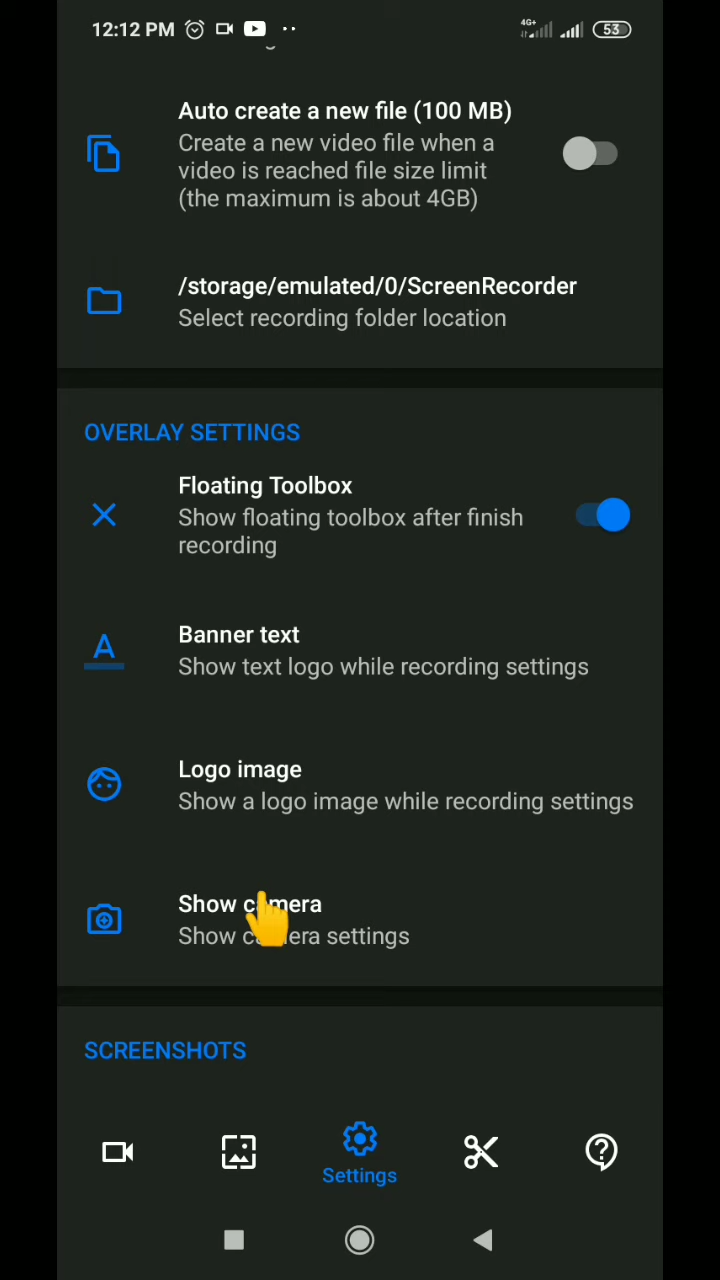 12:12 PM
4G+
53
Auto create a new file (100 MB)
Create a new video file when a
video is reached file size limit
(the maximum is about 4GB)
/storage/emulated/0/ScreenRecorder
Select recording folder location
OVERLAY SETTINGS
Floating Toolbox
Show floating toolbox after finish
recording
A
Banner text
Show text logo while recording settings
Logo image
Show a logo image while recording settings
Show camera
Show camera settings
SCREENSHOTS
Settings